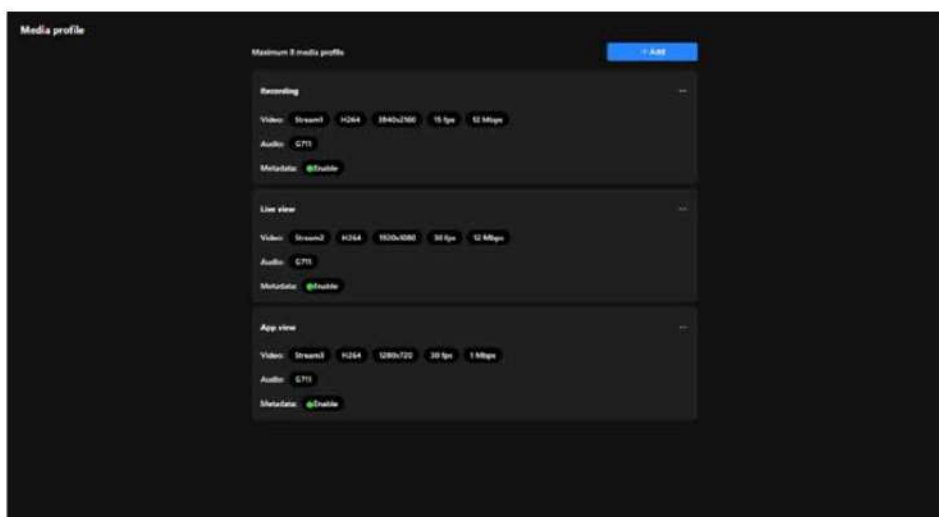 Media profile
Maximum 8 media profile
+ Add
Recording
Video: Stream1 H264 3840x2160 15 fps 12 Mbps
Audio: G711
Metadata: Enable
Live view
Video: Stream2 H264 1920x1080 30 fps 12 Mbps
Audio: G711
Metadata: Enable
App view
Video: Stream3 H264 1280x720 30 fps 1 Mbps
Audio: G711
Metadata: Enable